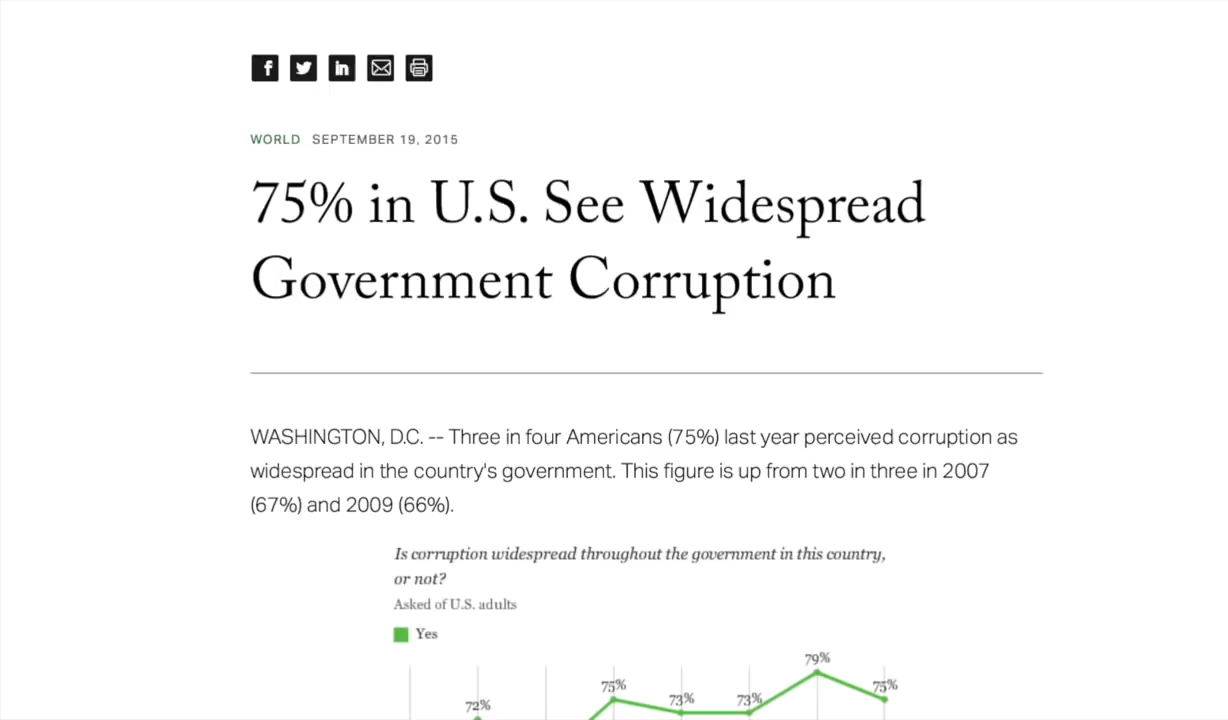 WORLD SEPTEMBER 19, 2015
75% in U.S. See Widespread
Government Corruption
WASHINGTON, D.C. -- Three in four Americans (75%) last year perceived corruption as
widespread in the country's government. This figure is up from two in three in 2007
(67%) and 2009 (66%).
Is corruption widespread throughout the government in this country,
or not?
Asked of U.S. adults
Yes
79%
75%
75%
73%
73%
72%